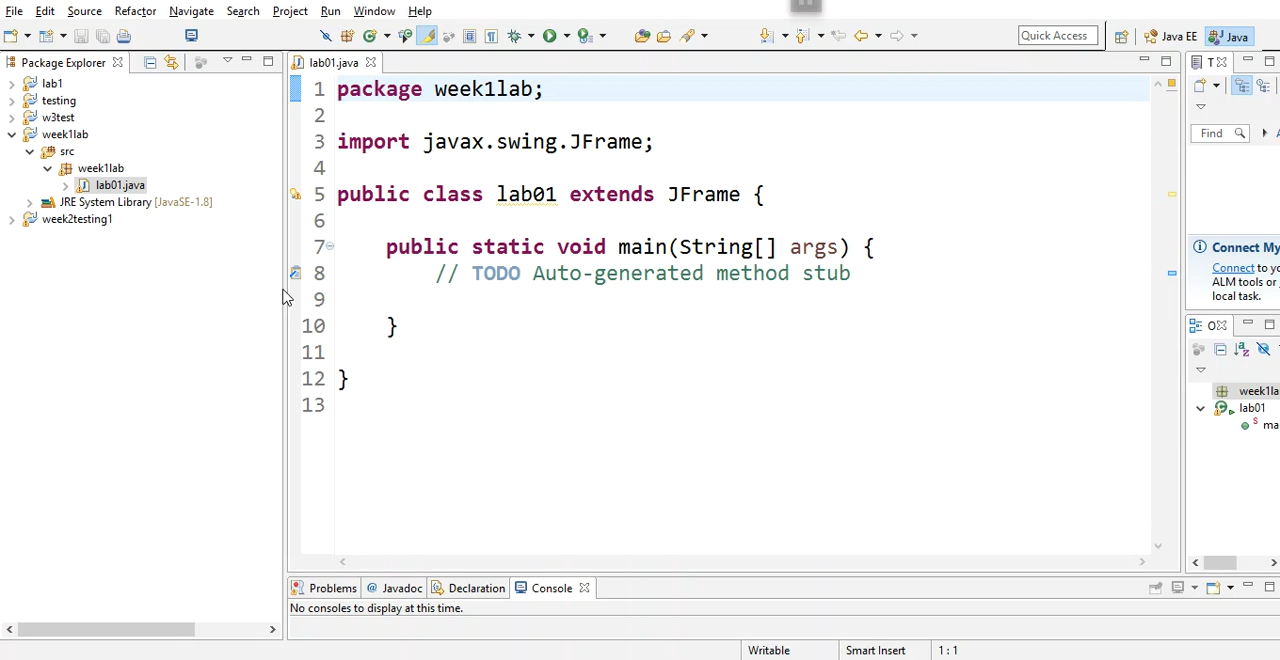 File Edit Source Refactor Navigate Search Project Run Window Help
Quick Access
Java EE
Java
Package Explorer
lab1
testing
w3test
week1lab
src
week1lab
lab01.java
JRE System Library [JavaSE-1.8]
week2testing1
lab01.java
1 package week1lab;
2
3 import javax.swing.JFrame;
4
5 public class lab01 extends JFrame {
6
7 public static void main(String[] args) {
8 // TODO Auto-generated method stub
9
10 }
11
12 }
13
T
Find
A
Connect My
Connect to yo
ALM tools or
local task.
O
week1la
lab01
S
ma
Problems @ Javadoc Declaration Console
No consoles to display at this time.
Writable Smart Insert 1 : 1